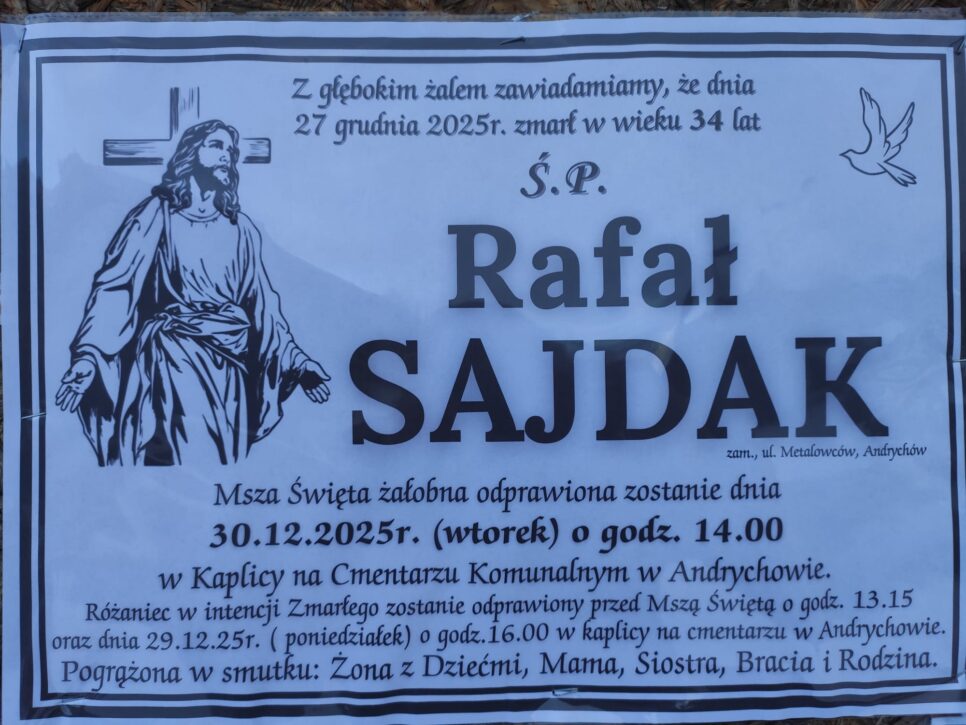 Z głębokim żalem zawiadamiamy, że dnia
27 grudnia 2025r. zmarł w wieku 34 lat
Ś.P.
Rafał
SAJDAK
zam., ul. Metalowców, Andrychów
Msza Święta żałobna odprawiona zostanie dnia
30.12.2025r. (wtorek) o godz. 14.00
w Kaplicy na Cmentarzu Komunalnym w Andrychowie.
Różaniec w intencji Zmarłego zostanie odprawiony przed Mszą Świętą o godz. 13.15
oraz dnia 29.12.25r. ( poniedziałek) o godz.16.00 w kaplicy na cmentarzu w Andrychowie.
Pogrążona w smutku: Żona z Dziećmi, Mama, Siostra, Bracia i Rodzina.